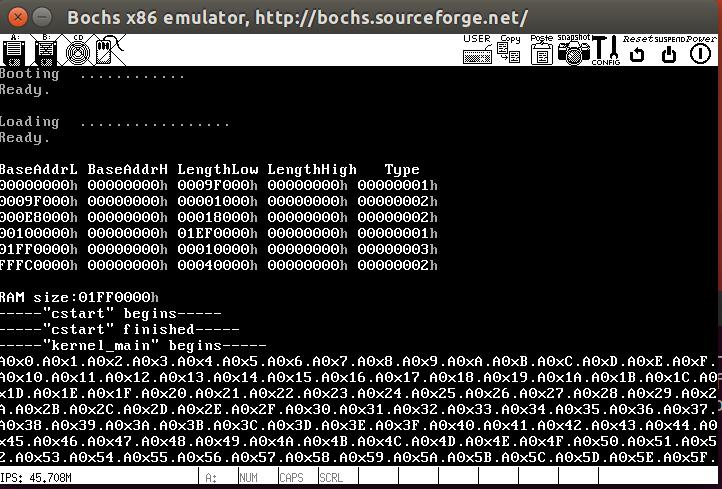 Bochs x86 emulator, http://bochs.sourceforge.net/
A: B: CD USER Copy Paste snapshot CONFIG Reset SUSPEND Power
Booting ............
Ready.
Loading .................
Ready.
BaseAddrL BaseAddrH LengthLow LengthHigh Type
00000000h 00000000h 0009F000h 00000000h 00000001h
0009F000h 00000000h 00001000h 00000000h 00000002h
000E8000h 00000000h 00018000h 00000000h 00000002h
00100000h 00000000h 01EF0000h 00000000h 00000001h
01FF0000h 00000000h 00010000h 00000000h 00000003h
FFFC0000h 00000000h 00040000h 00000000h 00000002h
RAM size:01FF0000h
-----"cstart" begins-----
-----"cstart" finished-----
-----"kernel_main" begins-----
A0x0.A0x1.A0x2.A0x3.A0x4.A0x5.A0x6.A0x7.A0x8.A0x9.A0xA.A0xB.A0xC.A0xD.A0xE.A0xF.
A0x10.A0x11.A0x12.A0x13.A0x14.A0x15.A0x16.A0x17.A0x18.A0x19.A0x1A.A0x1B.A0x1C.A0
x1D.A0x1E.A0x1F.A0x20.A0x21.A0x22.A0x23.A0x24.A0x25.A0x26.A0x27.A0x28.A0x29.A0x2
A.A0x2B.A0x2C.A0x2D.A0x2E.A0x2F.A0x30.A0x31.A0x32.A0x33.A0x34.A0x35.A0x36.A0x37.
A0x38.A0x39.A0x3A.A0x3B.A0x3C.A0x3D.A0x3E.A0x3F.A0x40.A0x41.A0x42.A0x43.A0x44.A0
x45.A0x46.A0x47.A0x48.A0x49.A0x4A.A0x4B.A0x4C.A0x4D.A0x4E.A0x4F.A0x50.A0x51.A0x5
2.A0x53.A0x54.A0x55.A0x56.A0x57.A0x58.A0x59.A0x5A.A0x5B.A0x5C.A0x5D.A0x5E.A0x5F.
IPS: 45.708M A: NUM CAPS SCRL